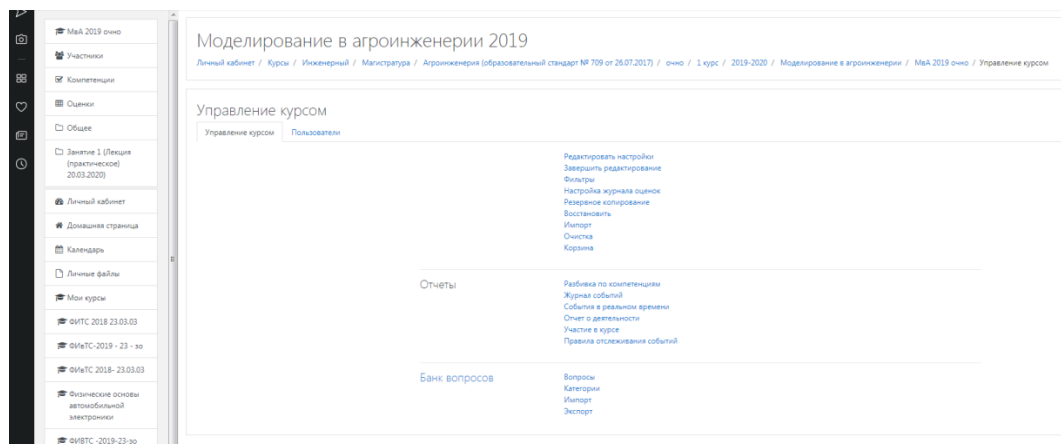 МвА 2019 очно
Участники
Компетенции
Оценки
Общее
Занятие 1 (Лекция
(практическое)
20.03.2020)
Личный кабинет
Домашняя страница
Календарь
Личные файлы
Мои курсы
ФИТС 2018 23.03.03
ФИвТС-2019 - 23 - зо
ФИвТС 2018- 23.03.03
Физические основы
автомобильной
электроники
ФИВТС -2019-23-зо
Моделирование в агроинженерии 2019
Личный кабинет / Курсы / Инженерный / Магистратура / Агроинженерия (образовательный стандарт № 709 от 26.07.2017) / очно / 1 курс / 2019-2020 / Моделирование в агроинженерии / МвА 2019 очно / Управление курсом
Управление курсом
Управление курсом Пользователи
Редактировать настройки
Завершить редактирование
Фильтры
Настройка журнала оценок
Резервное копирование
Восстановить
Импорт
Очистка
Корзина
Отчеты
Разбивка по компетенциям
Журнал событий
События в реальном времени
Отчет о деятельности
Участие в курсе
Правила отслеживания событий
Банк вопросов
Вопросы
Категории
Импорт
Экспорт